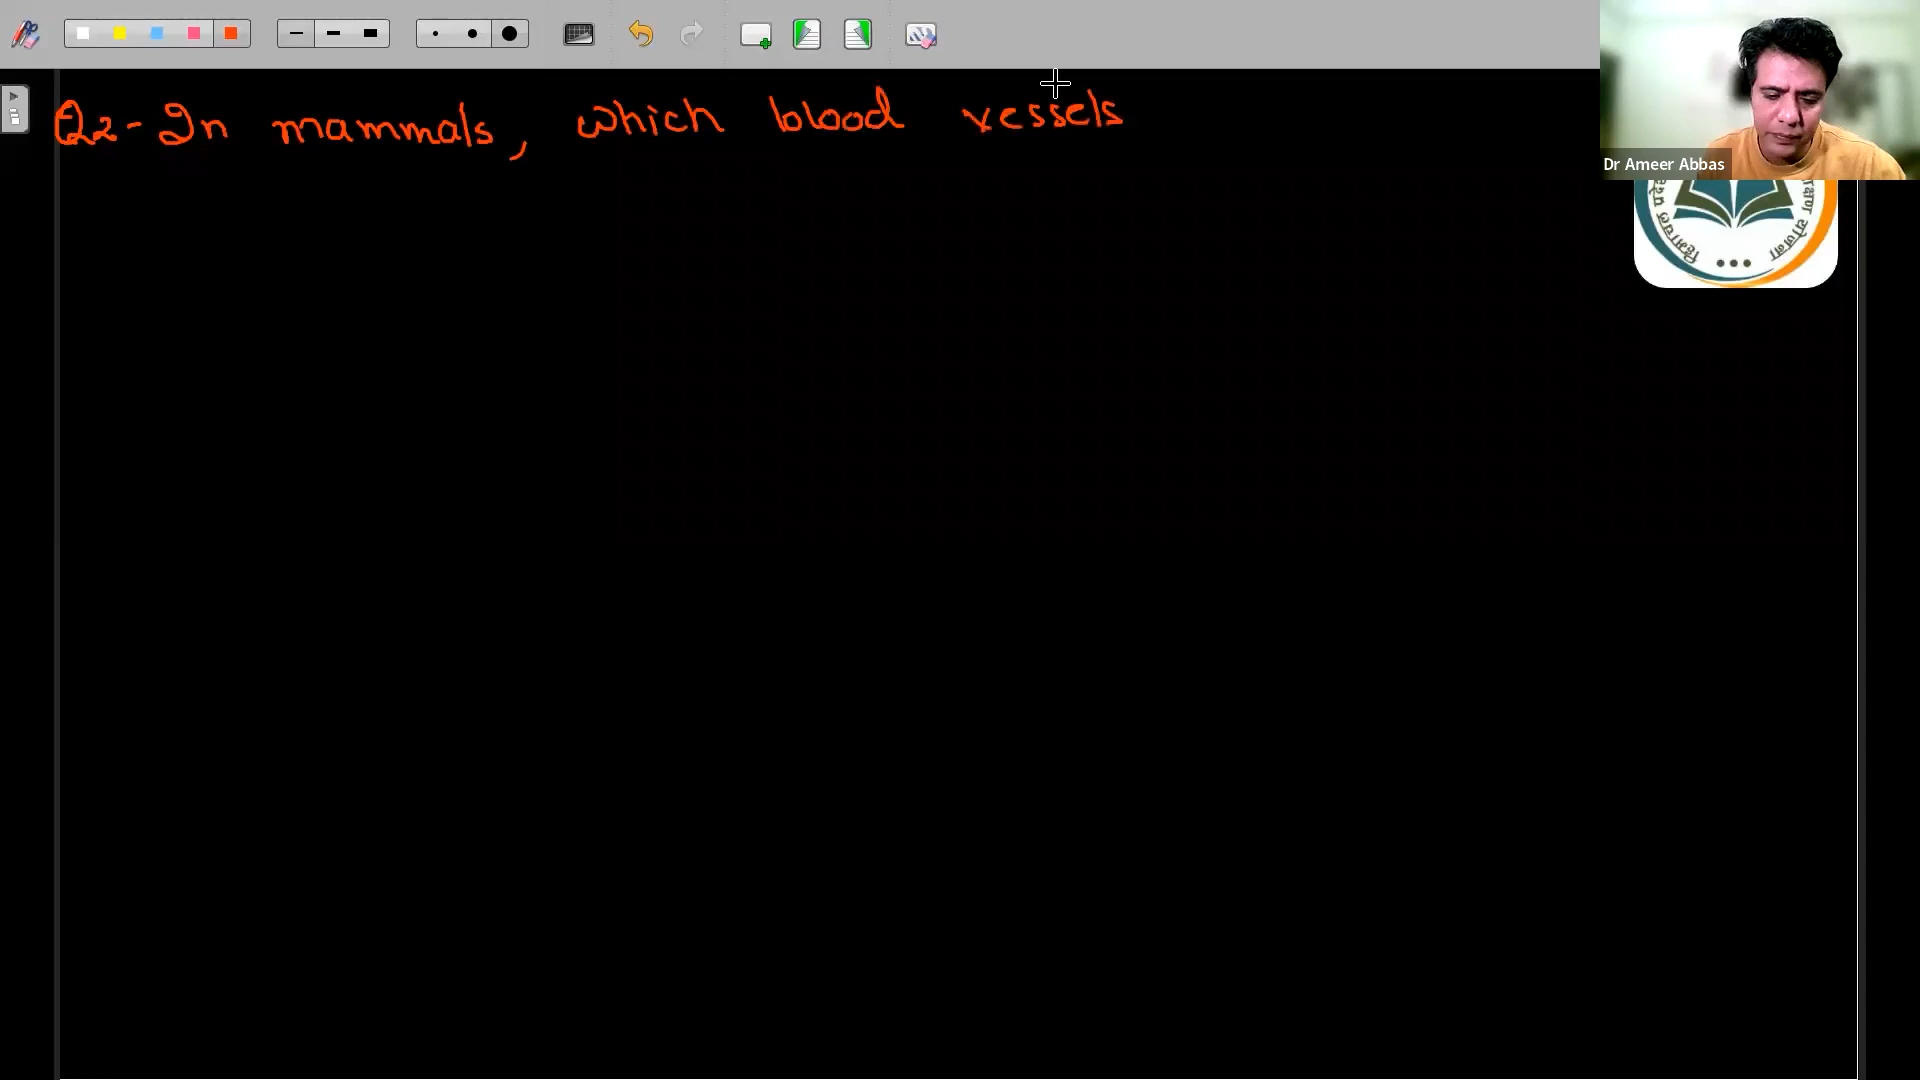 Q2- In mammals, which blood vessels
Dr Ameer Abbas